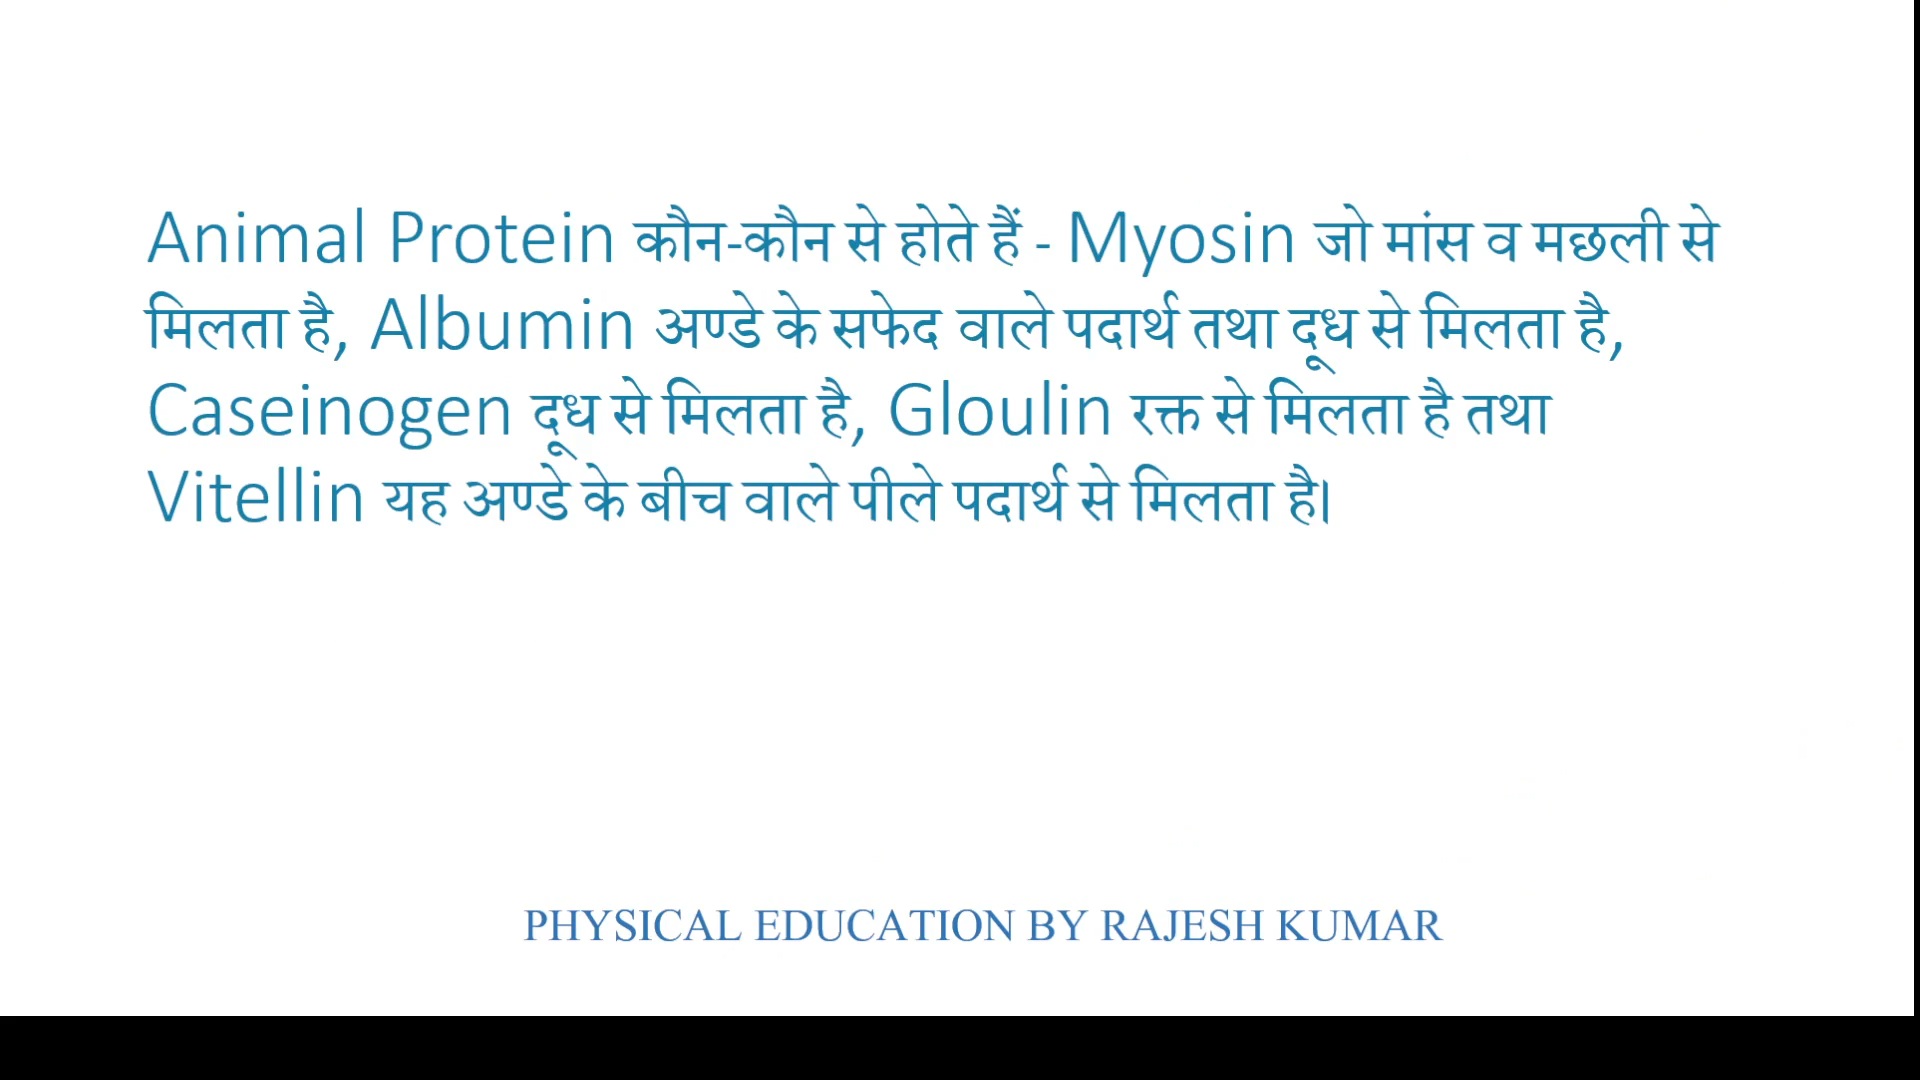 Animal Protein कौन-कौन से होते हैं - Myosin जो मांस व मछली से
मिलता है, Albumin अण्डे के सफेद वाले पदार्थ तथा दूध से मिलता है,
Caseinogen दूध से मिलता है, Gloulin रक्त से मिलता है तथा
Vitellin यह अण्डे के बीच वाले पीले पदार्थ से मिलता है।
PHYSICAL EDUCATION BY RAJESH KUMAR